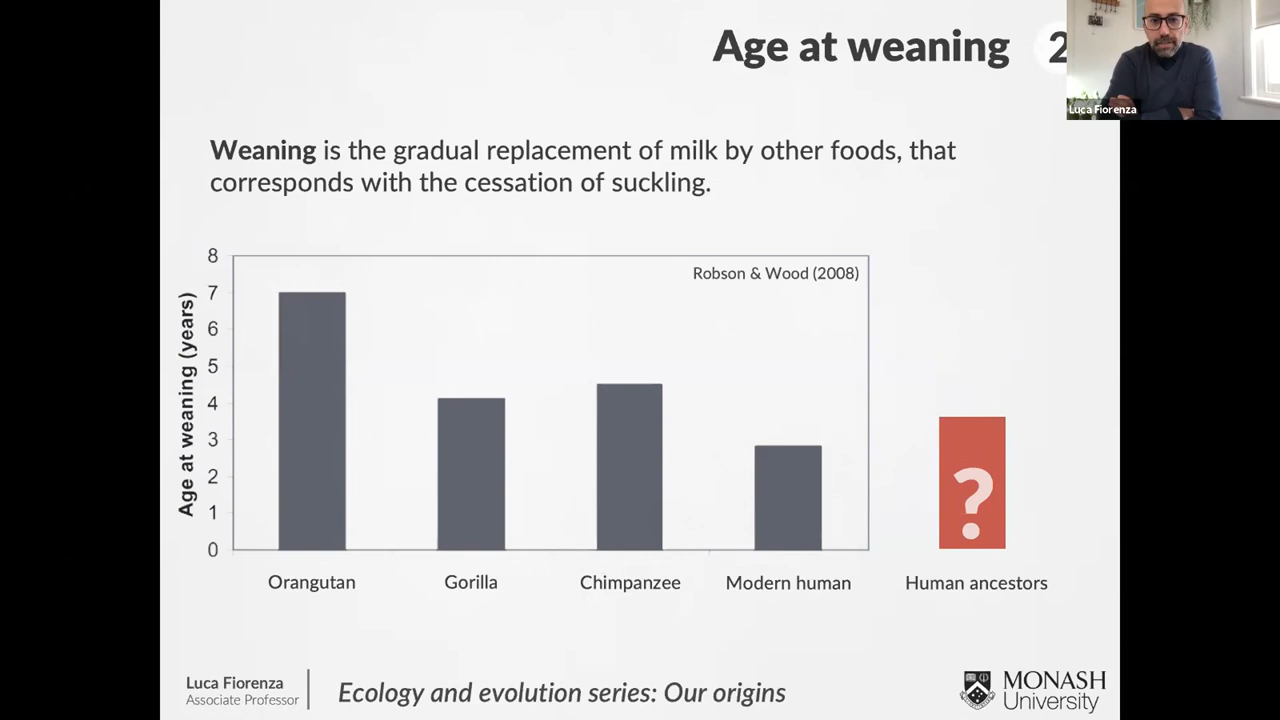 Age at weaning 2
Luca Fiorenza
Weaning is the gradual replacement of milk by other foods, that
corresponds with the cessation of suckling.
Age at weaning (years)
8
7
6
5
4
3
2
1
0
Robson & Wood (2008)
?
Orangutan Gorilla Chimpanzee Modern human Human ancestors
Luca Fiorenza
Associate Professor
Ecology and evolution series: Our origins
MONASH
University